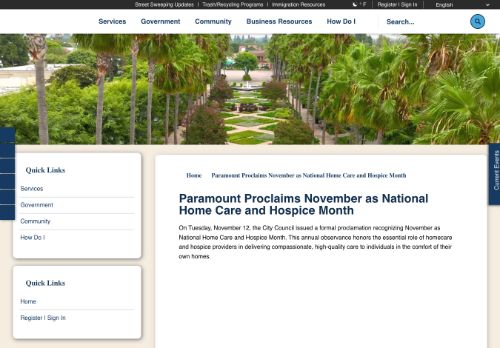 Street Sweeping Updates | Trash/Recycling Programs | Immigration Resources
° F
Register | Sign In
English
Services
Government
Community
Business Resources
How Do I
Search...
Current Events
Quick Links
Services
Government
Community
How Do I
Quick Links
Home
Register | Sign In
Home
Paramount Proclaims November as National Home Care and Hospice Month
Paramount Proclaims November as National
Home Care and Hospice Month
On Tuesday, November 12, the City Council issued a formal proclamation recognizing November as
National Home Care and Hospice Month. This annual observance honors the essential role of homecare
and hospice providers in delivering compassionate, high-quality care to individuals in the comfort of their
own homes.